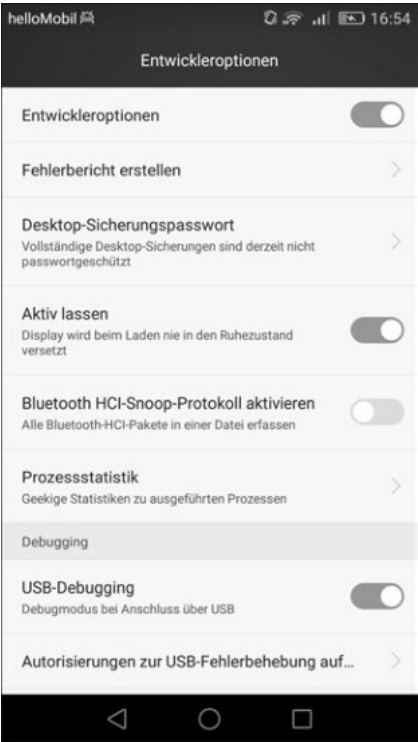 helloMobil 16:54
Entwickleroptionen
Entwickleroptionen
Fehlerbericht erstellen
Desktop-Sicherungspasswort
Vollständige Desktop-Sicherungen sind derzeit nicht
passwortgeschützt
Aktiv lassen
Display wird beim Laden nie in den Ruhezustand
versetzt
Bluetooth HCI-Snoop-Protokoll aktivieren
Alle Bluetooth-HCI-Pakete in einer Datei erfassen
Prozessstatistik
Geekige Statistiken zu ausgeführten Prozessen
Debugging
USB-Debugging
Debugmodus bei Anschluss über USB
Autorisierungen zur USB-Fehlerbehebung auf...